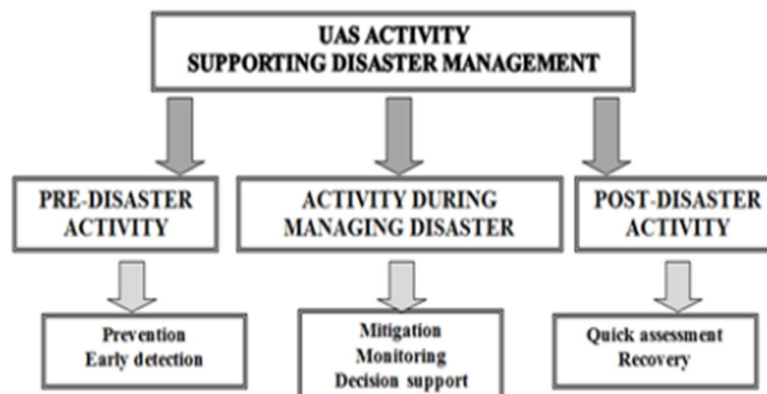 UAS ACTIVITY
SUPPORTING DISASTER MANAGEMENT
PRE-DISASTER
ACTIVITY
ACTIVITY DURING
MANAGING DISASTER
POST-DISASTER
ACTIVITY
Prevention
Early detection
Mitigation
Monitoring
Decision support
Quick assessment
Recovery